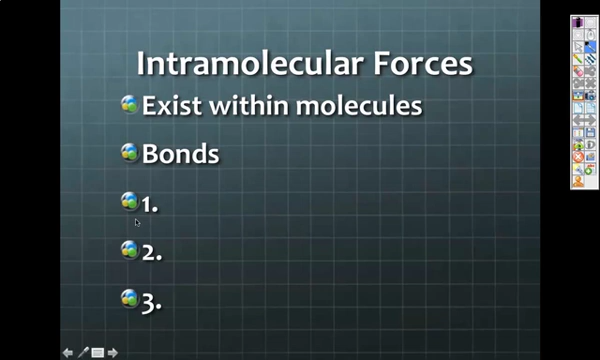 Intramolecular Forces
Exist within molecules
Bonds
1.
2.
3.